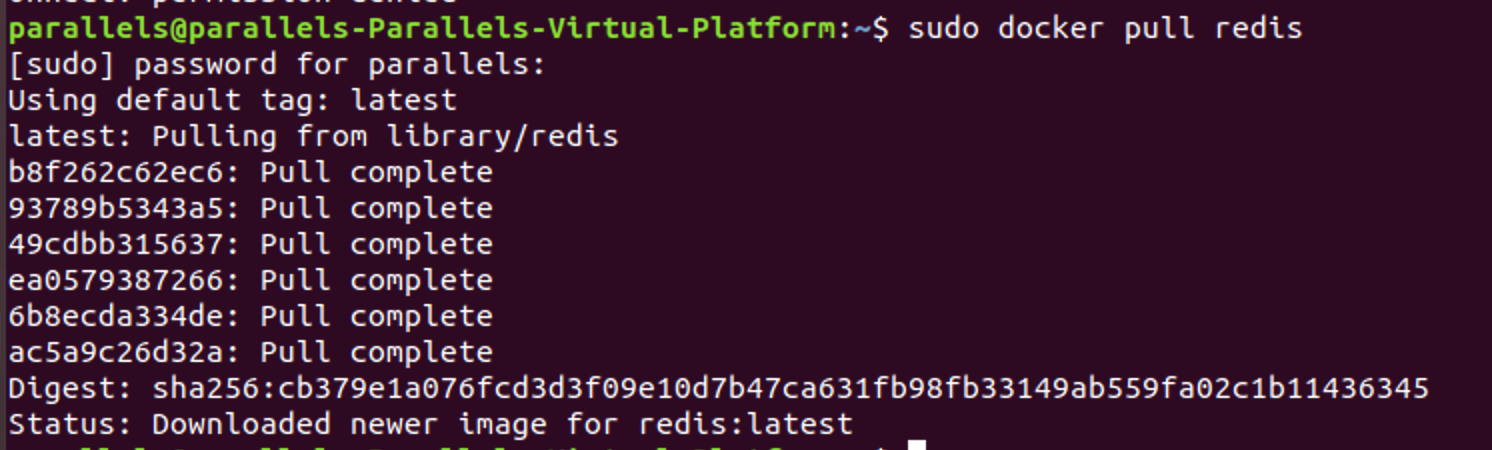 parallels@parallels-Parallels-Virtual-Platform:~$ sudo docker pull redis
[sudo] password for parallels:
Using default tag: latest
latest: Pulling from library/redis
b8f262c62ec6: Pull complete
93789b5343a5: Pull complete
49cdbb315637: Pull complete
ea0579387266: Pull complete
6b8ecda334de: Pull complete
ac5a9c26d32a: Pull complete
Digest: sha256:cb379e1a076fcd3d3f09e10d7b47ca631fb98fb33149ab559fa02c1b11436345
Status: Downloaded newer image for redis:latest